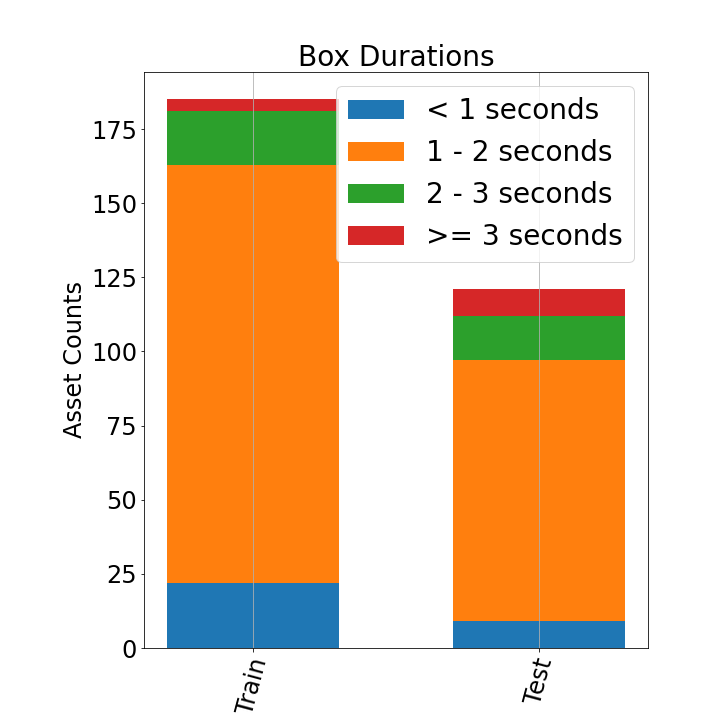 Box Durations
< 1 seconds
1 - 2 seconds
2 - 3 seconds
>= 3 seconds
Asset Counts
175
150
125
100
75
50
25
0
Train
Test